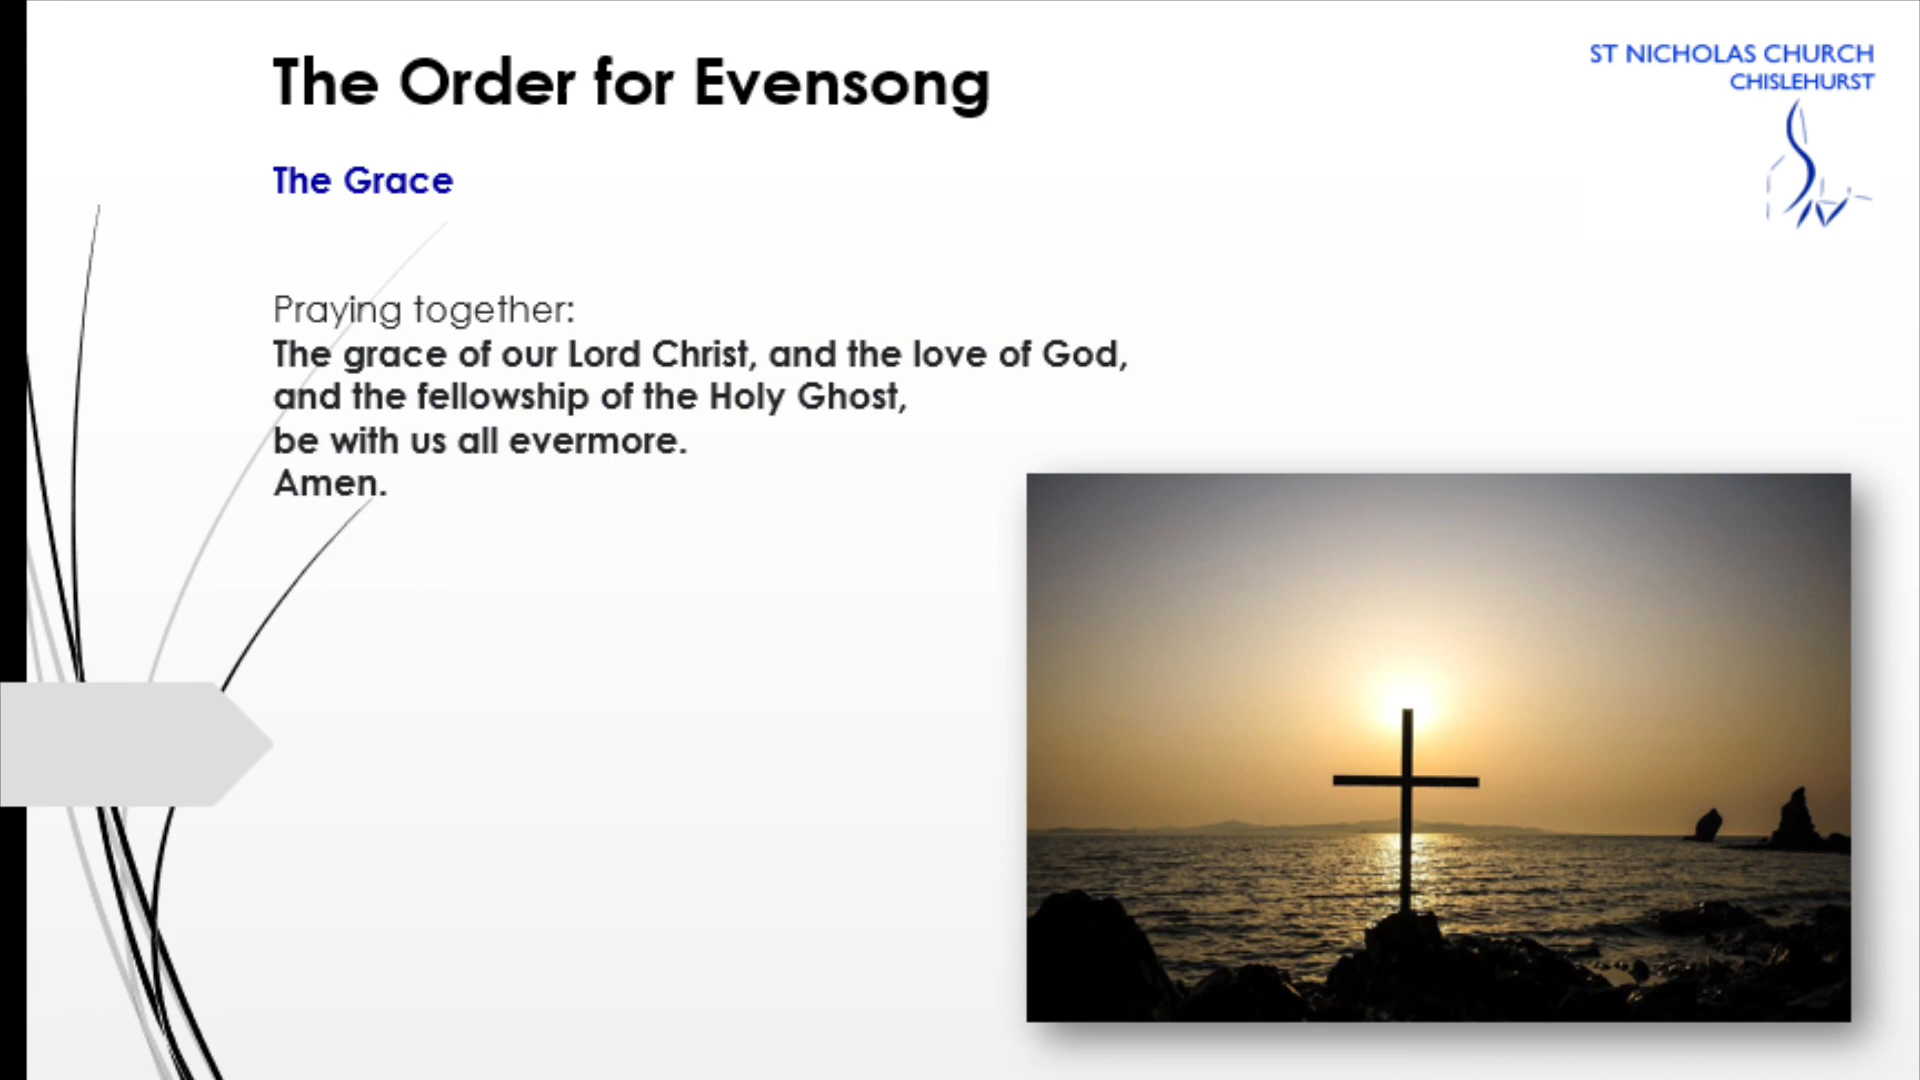 The Order for Evensong
ST NICHOLAS CHURCH
CHISLEHURST
The Grace
Praying together:
The grace of our Lord Christ, and the love of God,
and the fellowship of the Holy Ghost,
be with us all evermore.
Amen.